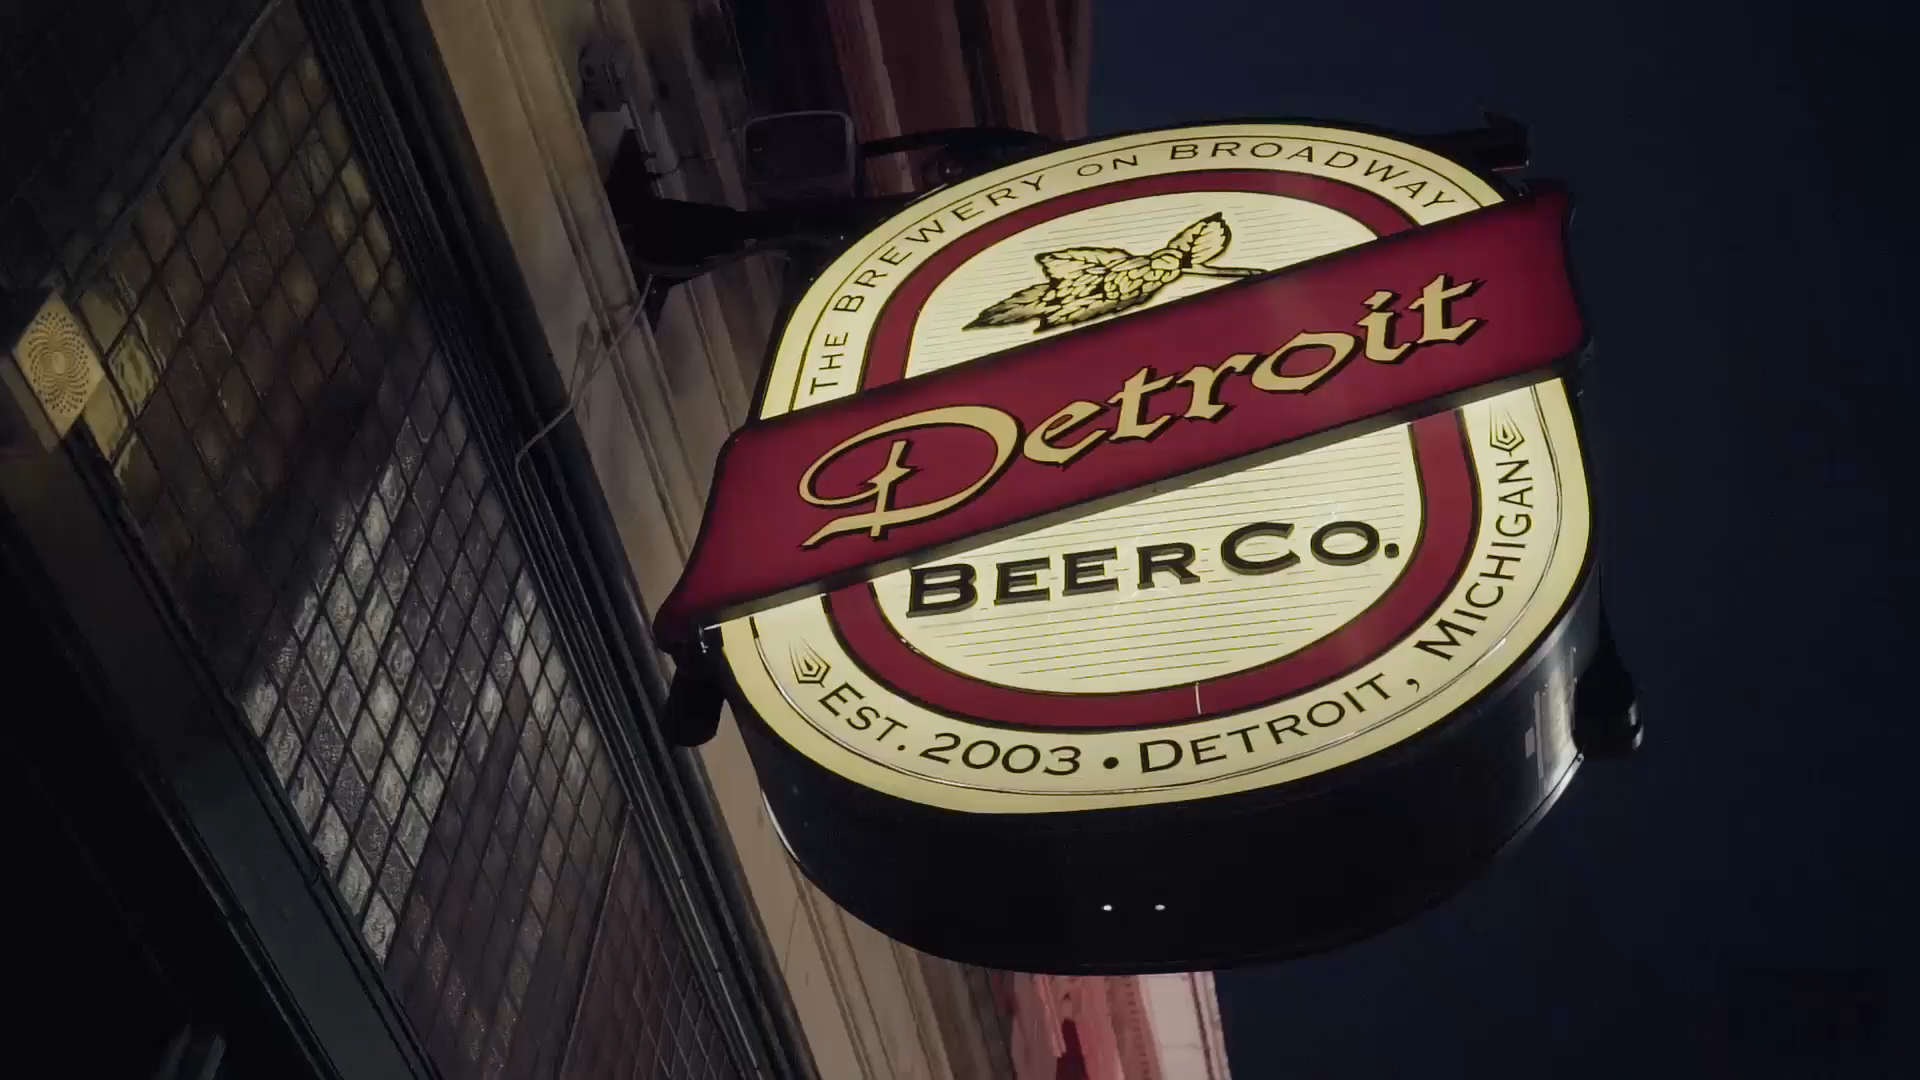 THE BREWERY ON BROADWAY
Detroit
BEER CO.
EST. 2003 • DETROIT, MICHIGAN